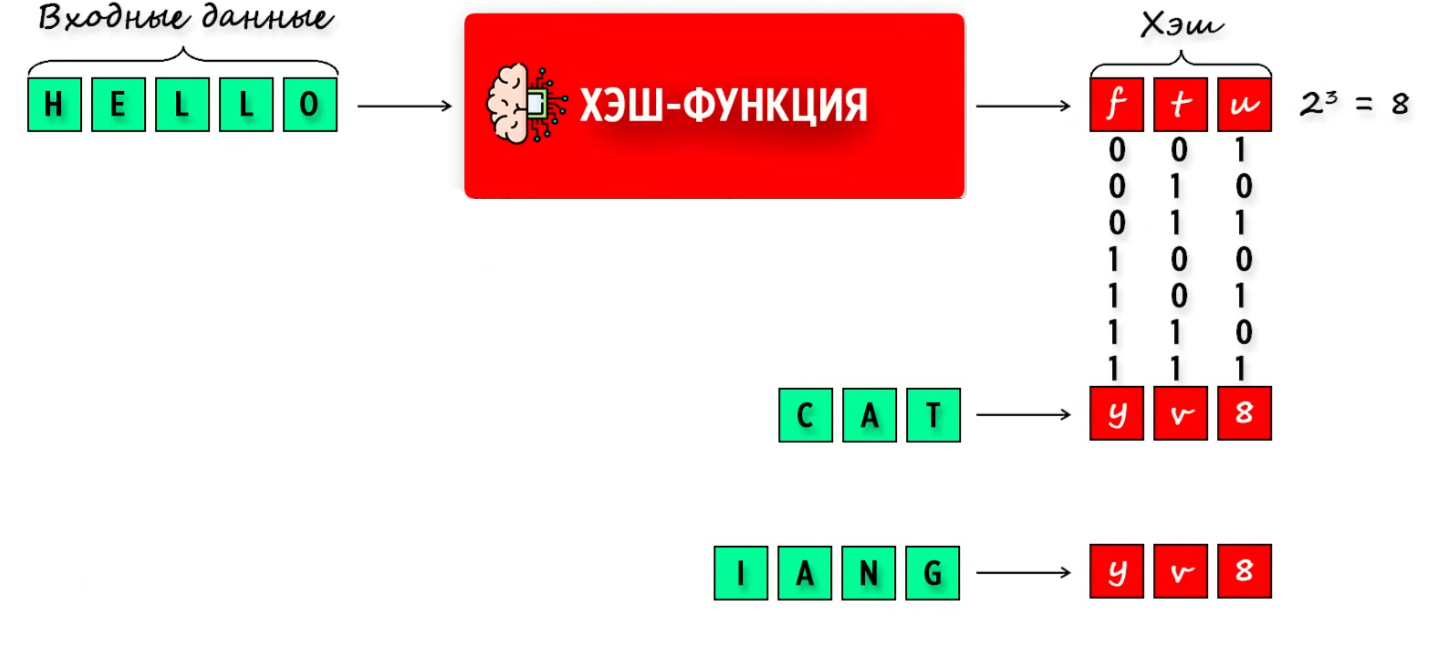 Входные данные
Хэш
H E L L O
ХЭШ-ФУНКЦИЯ
f t u
2³ = 8
0 0 1
0 1 0
0 1 1
1 0 0
1 0 1
1 1 0
1 1 1
C A T
y v 8
I A N G
y v 8